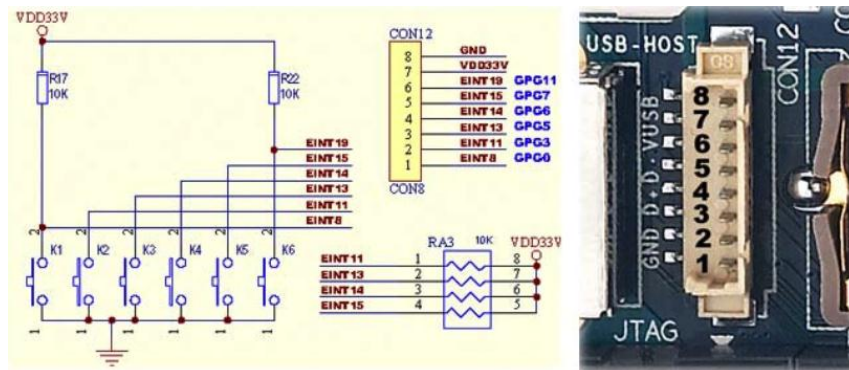 VDD33V
R17
10K
R22
10K
EINT19
EINT15
EINT14
EINT13
EINT11
EINT8
2 2 2 2 2 2
K1 K2 K3 K4 K5 K6
1 1 1 1 1 1
CON12
8 GND
7 VDD33V
6 EINT19 GPG11
5 EINT15 GPG7
4 EINT14 GPG6
3 EINT13 GPG5
2 EINT11 GPG3
1 EINT8 GPG0
CON8
RA3 10K VDD33V
EINT11 1 8
EINT13 2 7
EINT14 3 6
EINT15 4 5
USB-HOST
CON12
8
7
6
5
4
3
2
1
GND D+ D- VUSB
JTAG